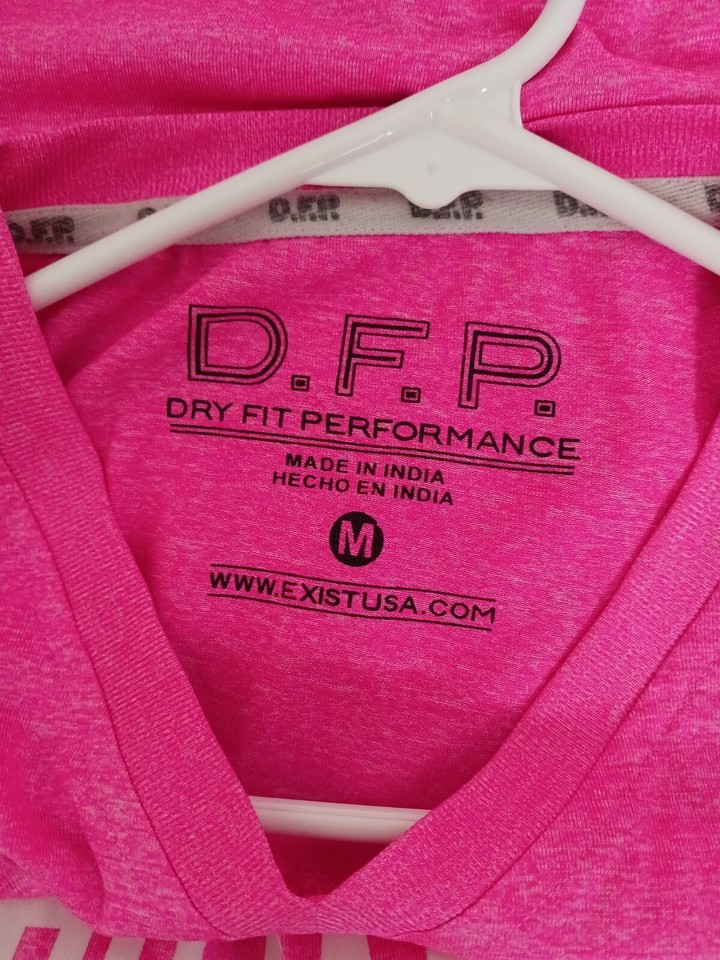 D.F.P. D.F.P. D.F.P.
D.F.P.
DRY FIT PERFORMANCE
MADE IN INDIA
HECHO EN INDIA
M
WWW.EXISTUSA.COM